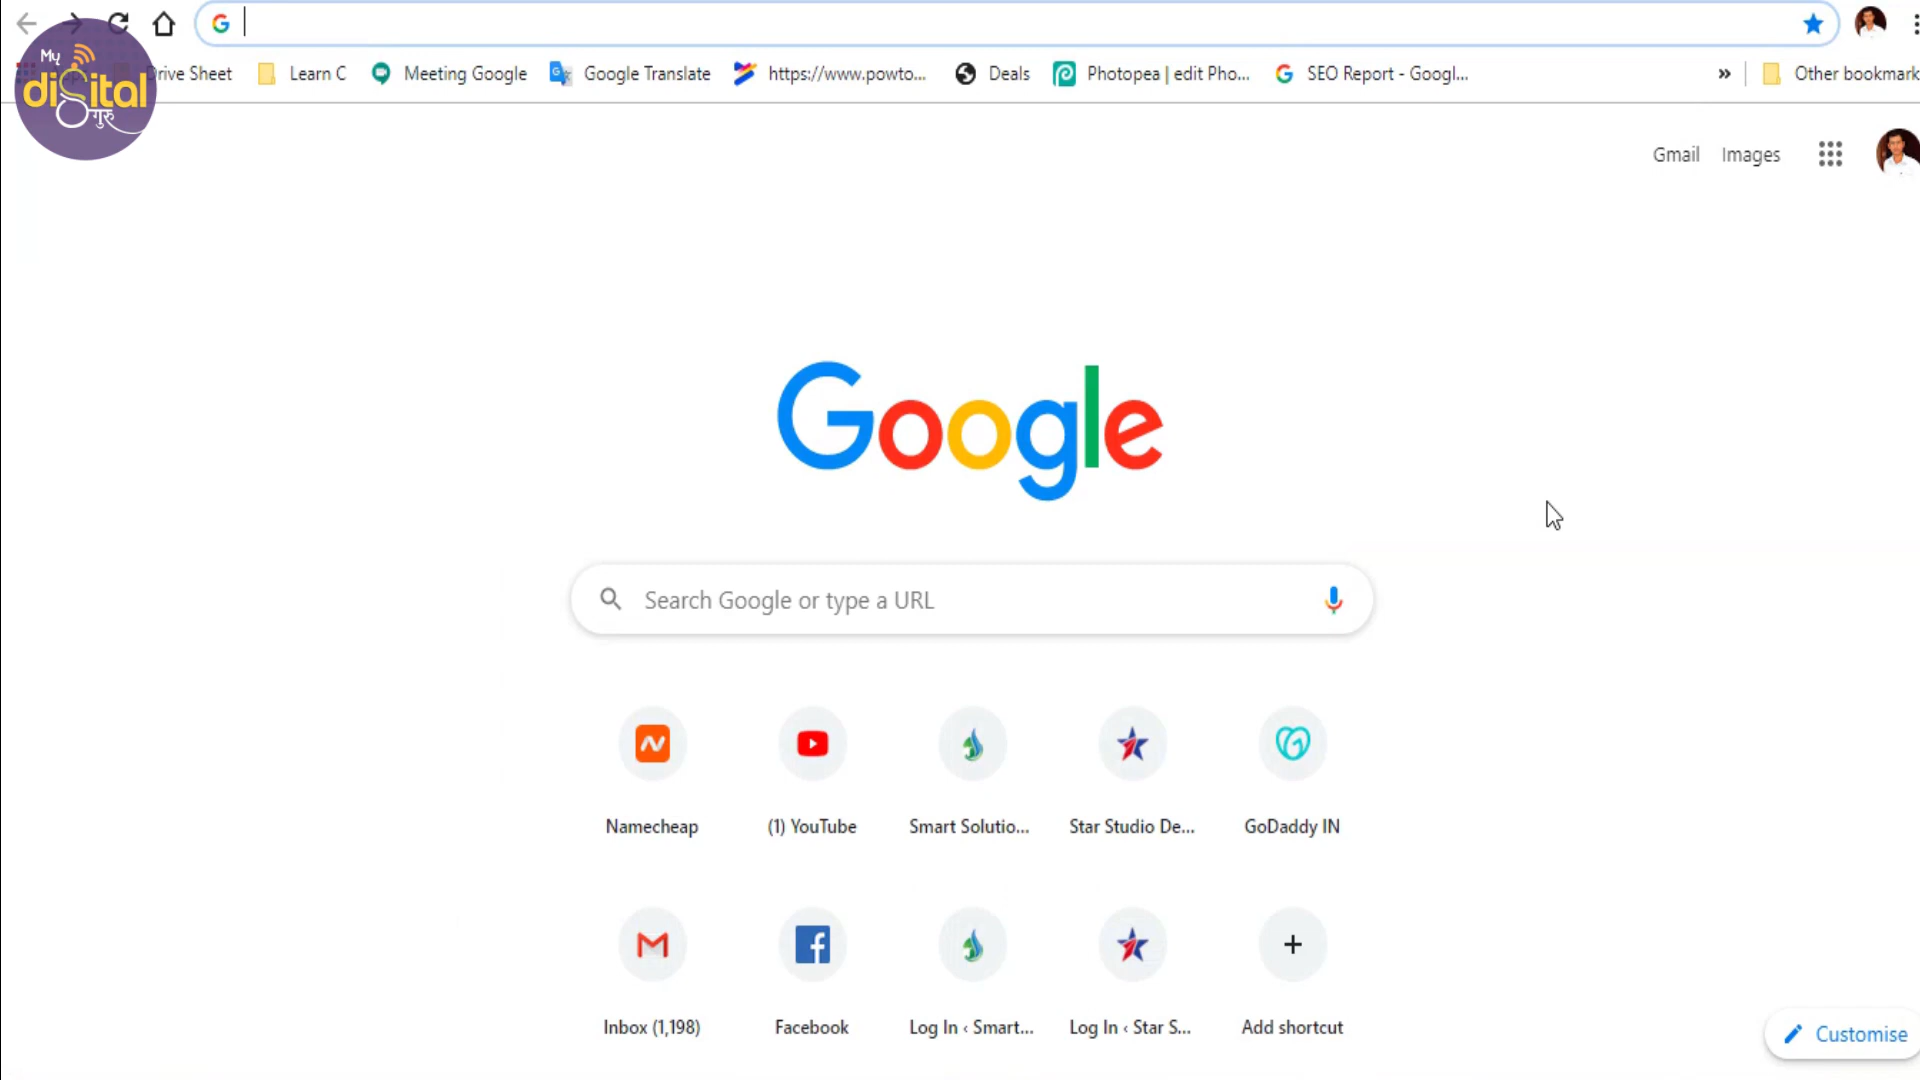 My
digital
गुरु
Drive Sheet
Learn C
Meeting Google
Google Translate
https://www.powto...
Deals
Photopea | edit Pho...
SEO Report - Googl...
»
Other bookmark
Gmail
Images
Google
Search Google or type a URL
Namecheap
(1) YouTube
Smart Solutio...
Star Studio De...
GoDaddy IN
Inbox (1,198)
Facebook
Log In ‹ Smart...
Log In ‹ Star S...
Add shortcut
Customise